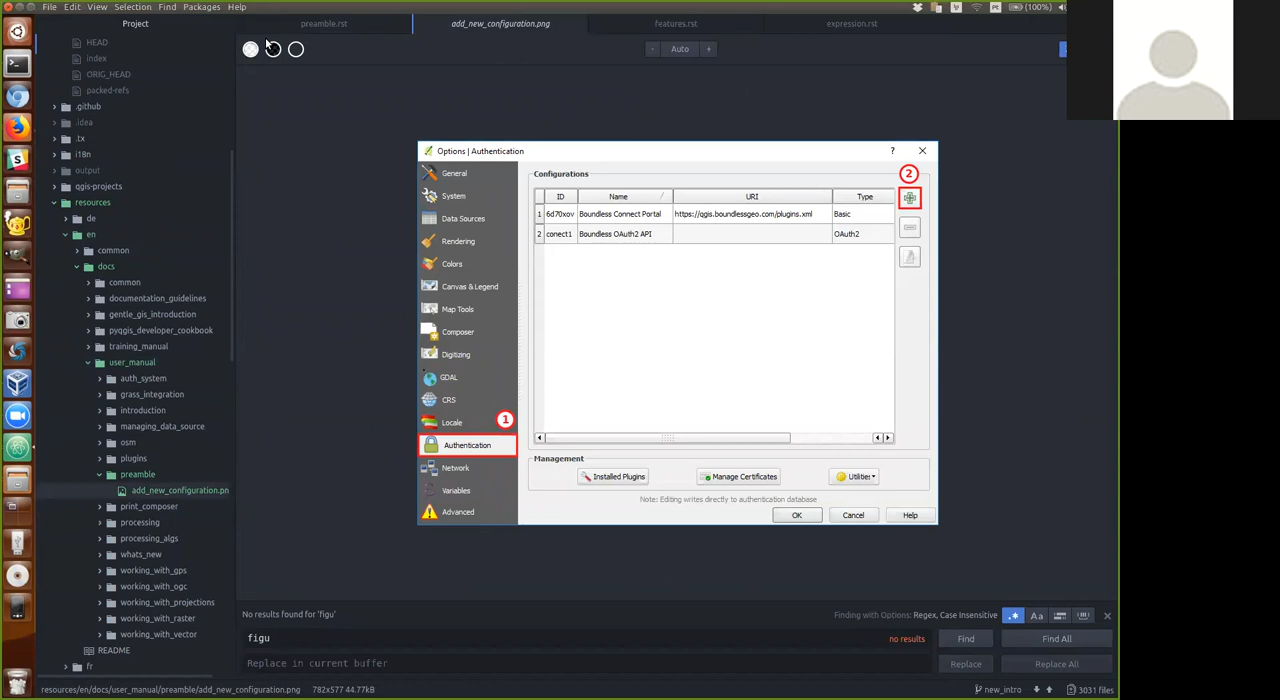 File Edit View Selection Find Packages Help
(100%)
Project
preamble.rst
add_new_configuration.png
features.rst
expression.rst
- Auto +
HEAD
index
ORIG_HEAD
packed-refs
.github
.idea
.tx
i18n
output
qgis-projects
resources
de
en
common
docs
common
documentation_guidelines
gentle_gis_introduction
pyqgis_developer_cookbook
training_manual
user_manual
auth_system
grass_integration
introduction
managing_data_source
osm
plugins
preamble
add_new_configuration.pn
print_composer
processing
processing_algs
whats_new
working_with_gps
working_with_ogc
working_with_projections
working_with_raster
working_with_vector
README
fr
Options | Authentication
?
General
System
Data Sources
Rendering
Colors
Canvas & Legend
Map Tools
Composer
Digitizing
GDAL
CRS
Locale
1
Authentication
Network
Variables
Advanced
Configurations
2
ID Name URI Type
1 6d70xov Boundless Connect Portal https://qgis.boundlessgeo.com/plugins.xml Basic
2 conect1 Boundless OAuth2 API OAuth2
Management
Installed Plugins Manage Certificates Utilities
Note: Editing writes directly to authentication database
OK Cancel Help
No results found for 'figu'
Finding with Options: Regex, Case Insensitive
.* Aa
figu
no results
Find Find All
Replace in current buffer
Replace Replace All
resources/en/docs/user_manual/preamble/add_new_configuration.png 782x577 44.77kB
new_intro
3031 files